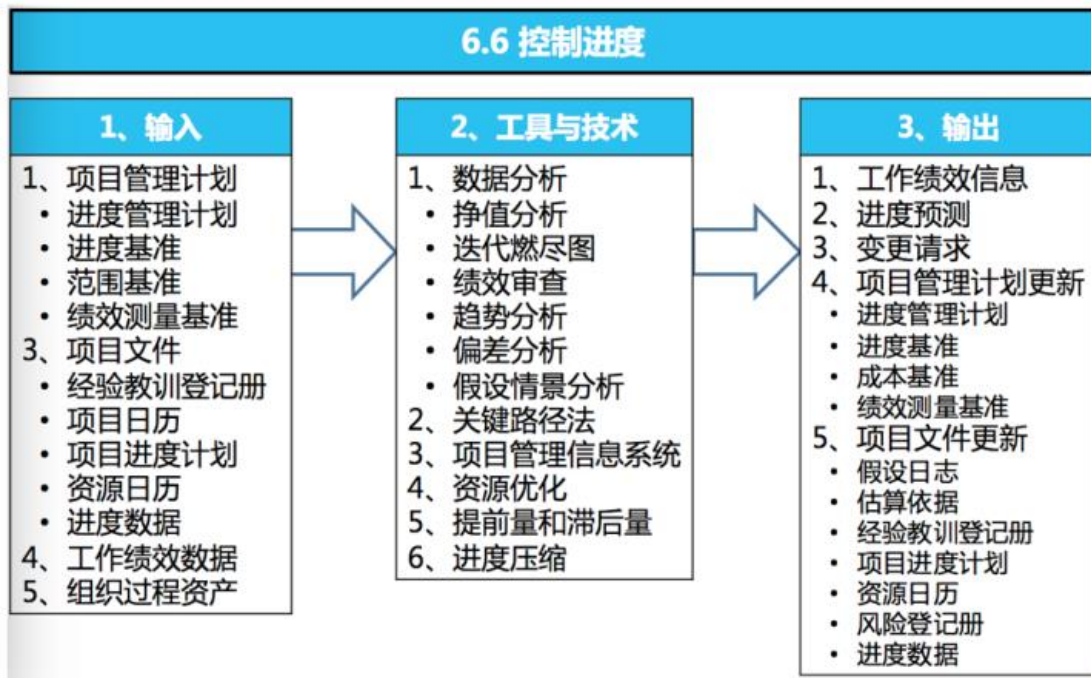 6.6 控制进度
1、输入
1、项目管理计划
• 进度管理计划
• 进度基准
• 范围基准
• 绩效测量基准
3、项目文件
• 经验教训登记册
• 项目日历
• 项目进度计划
• 资源日历
• 进度数据
4、工作绩效数据
5、组织过程资产
2、工具与技术
1、数据分析
• 挣值分析
• 迭代燃尽图
• 绩效审查
• 趋势分析
• 偏差分析
• 假设情景分析
2、关键路径法
3、项目管理信息系统
4、资源优化
5、提前量和滞后量
6、进度压缩
3、输出
1、工作绩效信息
2、进度预测
3、变更请求
4、项目管理计划更新
• 进度管理计划
• 进度基准
• 成本基准
• 绩效测量基准
5、项目文件更新
• 假设日志
• 估算依据
• 经验教训登记册
• 项目进度计划
• 资源日历
• 风险登记册
• 进度数据